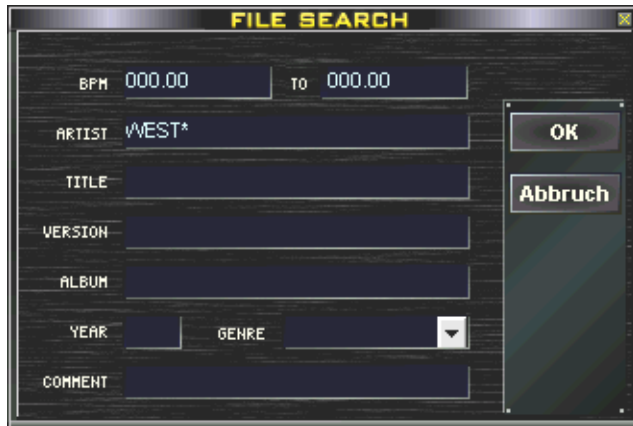 FILE SEARCH
BPM 000.00 TO 000.00
ARTIST WEST*
OK
TITLE
Abbruch
VERSION
ALBUM
YEAR GENRE
COMMENT